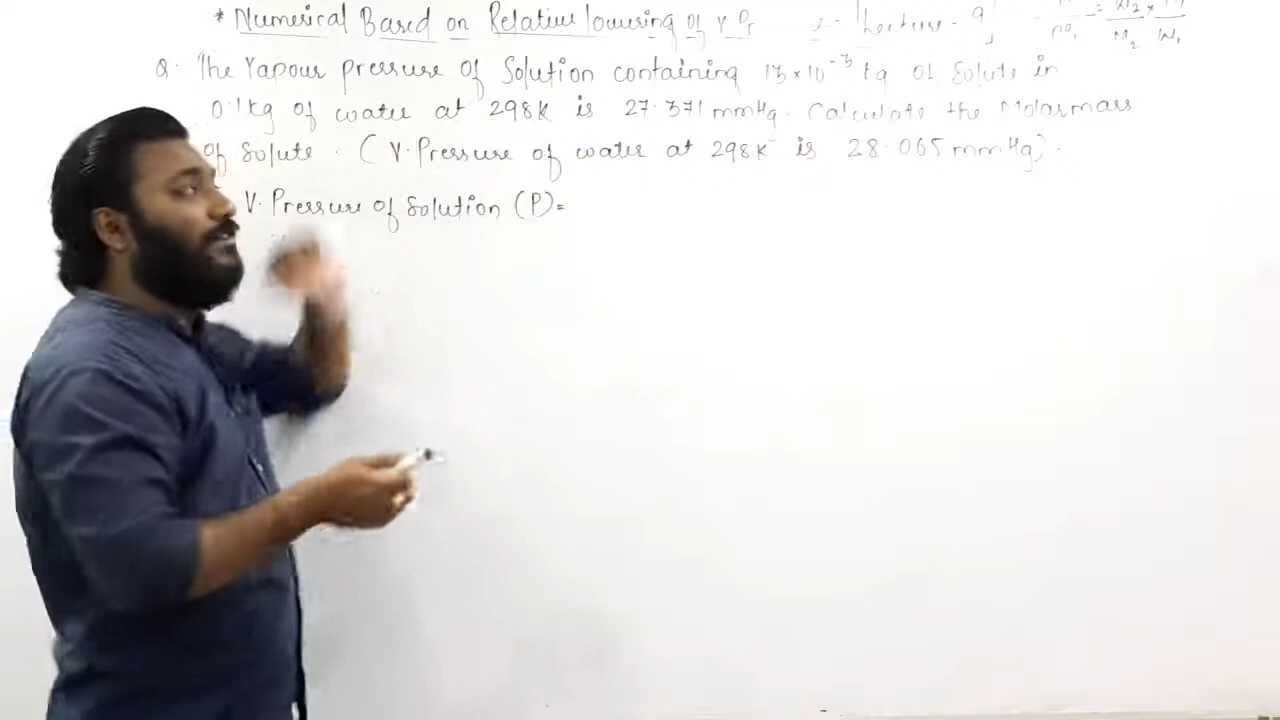 * Numerical Based on Relative lowering of V Pr :- [Lecture - 9]
Q. The Vapour pressure of Solution containing 13×10⁻³ kg of Solute in
0.1kg of water at 298K is 27.371 mmHg. Calculate the Molar mass
of Solute. (V.Pressure of water at 298K is 28.065 mmHg).
V. Pressure of Solution (P)=